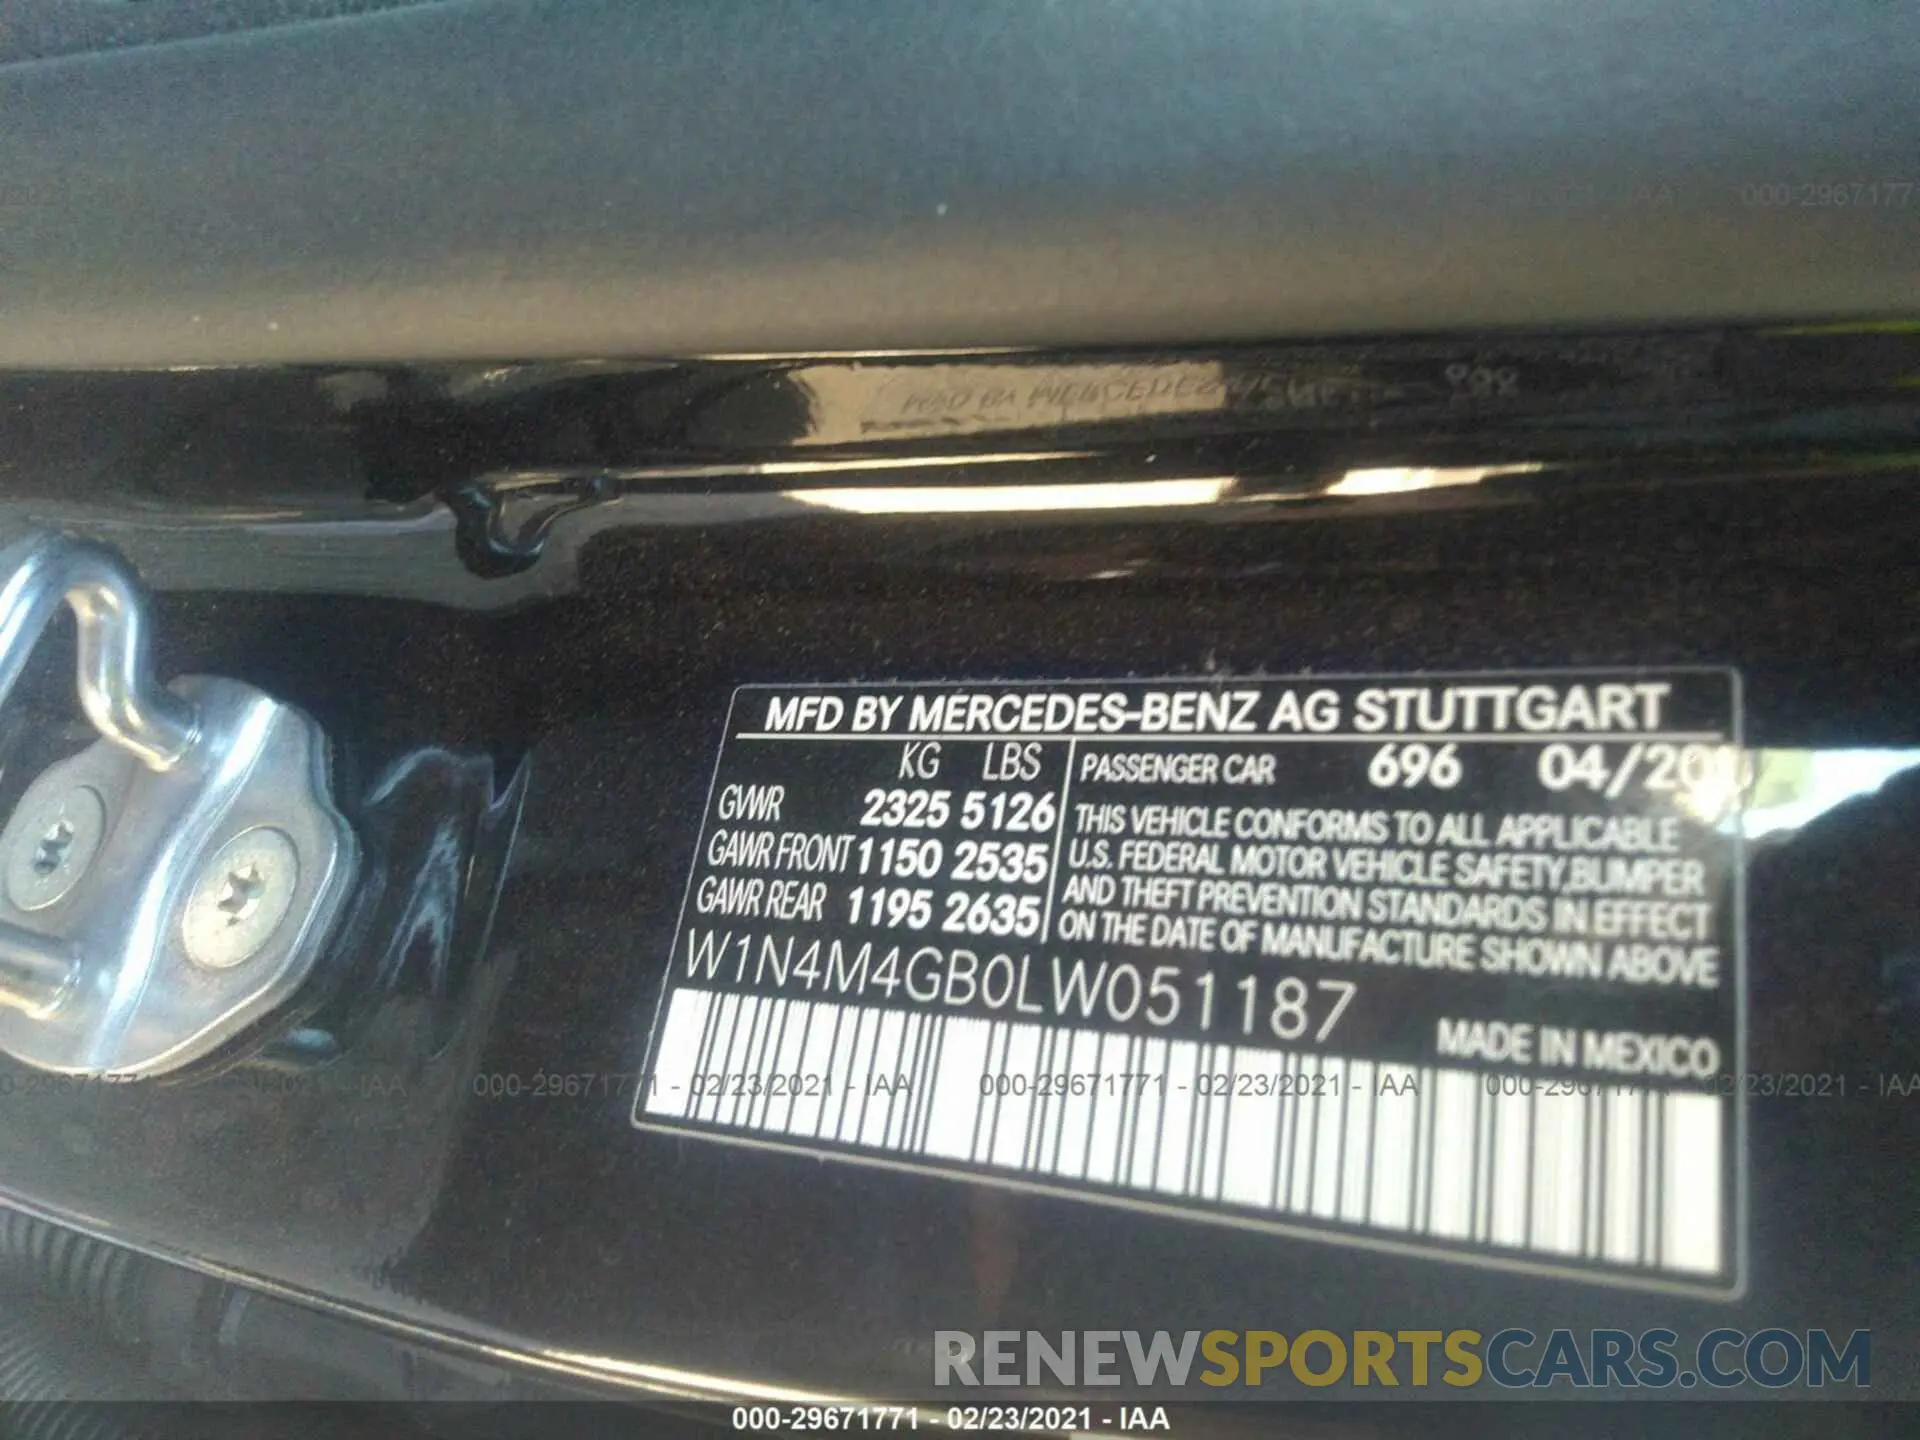 MFD BY MERCEDES-BENZ AG STUTTGART
KG LBS
GVWR 2325 5126
GAWR FRONT 1150 2535
GAWR REAR 1195 2635
PASSENGER CAR 696
THIS VEHICLE CONFORMS TO ALL APPLICABLE
U.S. FEDERAL MOTOR VEHICLE SAFETY,BUMPER
AND THEFT PREVENTION STANDARDS IN EFFECT
ON THE DATE OF MANUFACTURE SHOWN ABOVE
W1N4M4GB0LW051187
MADE IN MEXICO
000-29671771 - 02/23/2021 - IAA 000-29671771 - 02/23/2021 - IAA
RENEWSPORTSCARS.COM
000-29671771 - 02/23/2021 - IAA